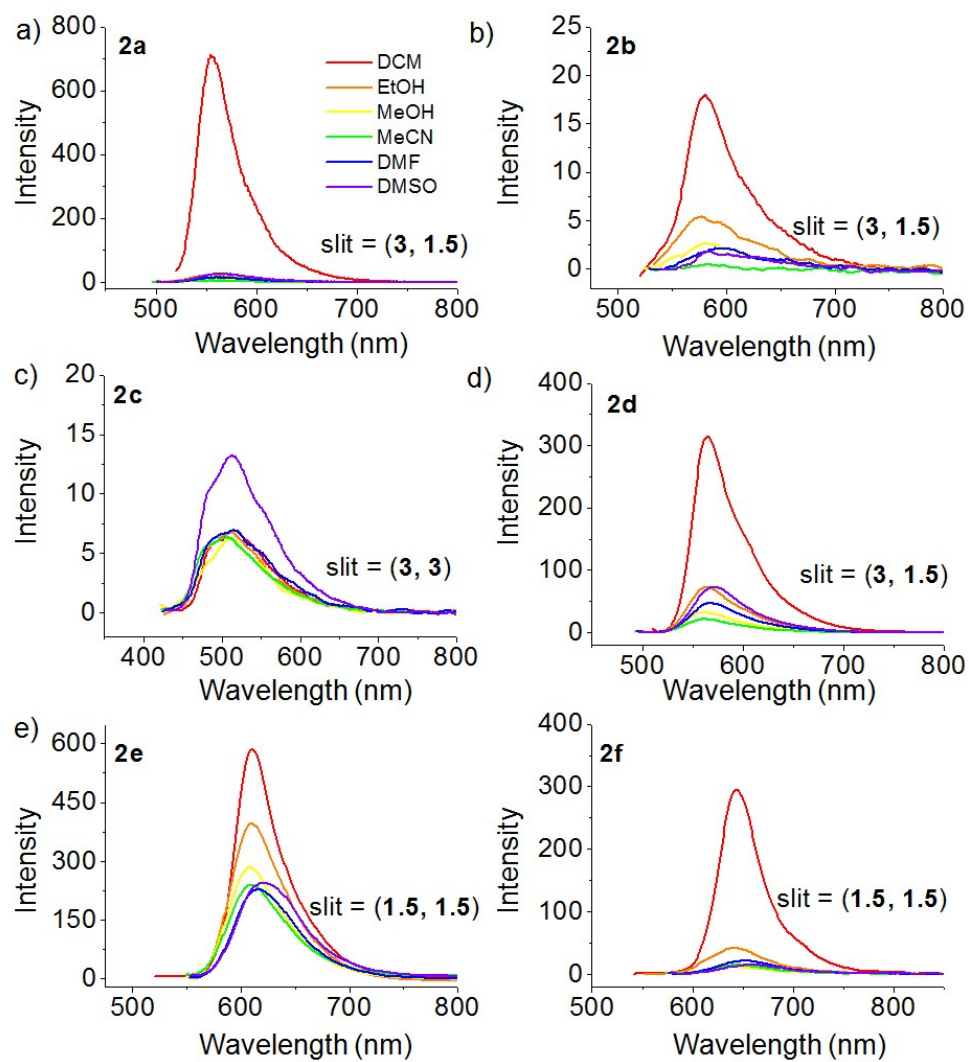 a)
2a
800
600
400
200
0
Intensity
DCM
EtOH
MeOH
MeCN
DMF
DMSO
slit = (3, 1.5)
500 600 700 800
Wavelength (nm)
b)
2b
25
20
15
10
5
0
Intensity
slit = (3, 1.5)
500 600 700 800
Wavelength (nm)
c)
2c
20
15
10
5
0
Intensity
slit = (3, 3)
400 500 600 700 800
Wavelength (nm)
d)
2d
400
300
200
100
0
Intensity
slit = (3, 1.5)
500 600 700 800
Wavelength (nm)
e)
2e
600
450
300
150
0
Intensity
slit = (1.5, 1.5)
500 600 700 800
Wavelength (nm)
2f
400
300
200
100
0
Intensity
slit = (1.5, 1.5)
500 600 700 800
Wavelength (nm)